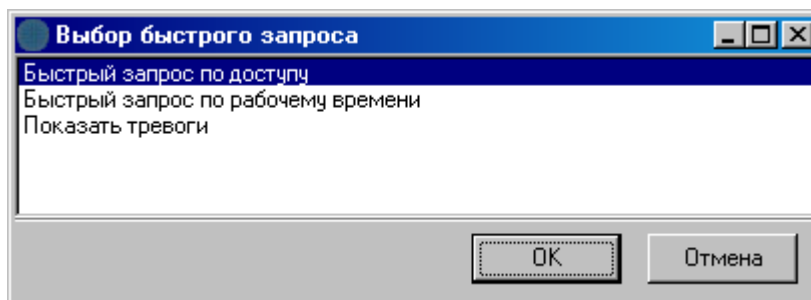 Выбор быстрого запроса
Быстрый запрос по доступу
Быстрый запрос по рабочему времени
Показать тревоги
OK
Отмена